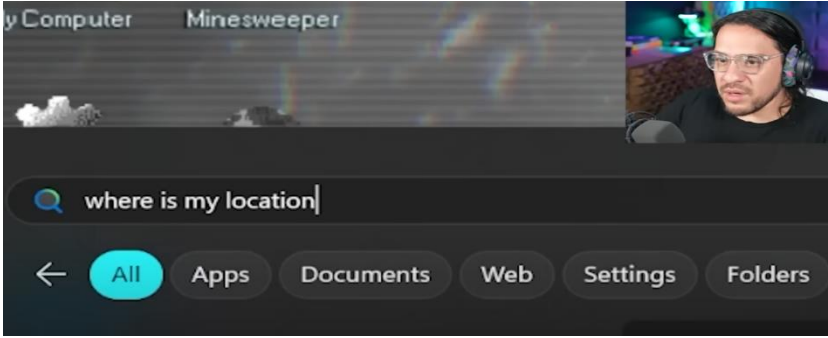 y Computer Minesweeper
where is my location
All Apps Documents Web Settings Folders